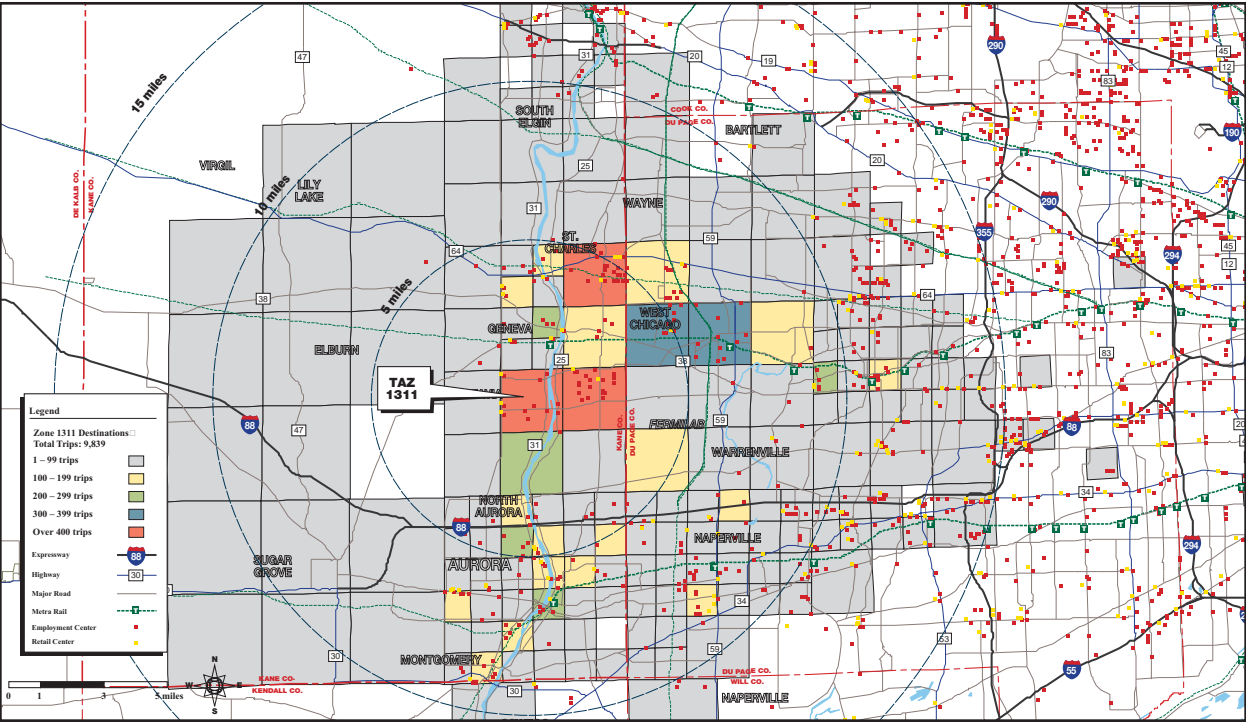 290
47
31
20
19
83
45
12
15 miles
SOUTH
ELGIN
COOK CO.
DU PAGE CO.
BARTLETT
190
VIRGIL
25
20
DE KALB CO.
KANE CO.
LILY
LAKE
10 miles
31
WAYNE
290
355
ST.
CHARLES
59
64
45
294
12
5 miles
38
64
WEST
CHICAGO
GENEVA
ELBURN
25
38
83
TAZ
1311
KANE CO.
DU PAGE CO.
FERMILAB
59
88
47
88
31
WARRENVILLE
34
NORTH
AURORA
88
NAPERVILLE
294
AURORA
SUGAR
GROVE
34
53
30
MONTGOMERY
59
55
KANE CO.
KENDALL CO.
DU PAGE CO.
WILL CO.
30
NAPERVILLE
Legend
Zone 1311 Destinations
Total Trips: 9,839
1 – 99 trips
100 – 199 trips
200 – 299 trips
300 – 399 trips
Over 400 trips
Expressway 88
Highway 30
Major Road
Metra Rail T
Employment Center
Retail Center
N
W E
S
0 1 3 5 miles